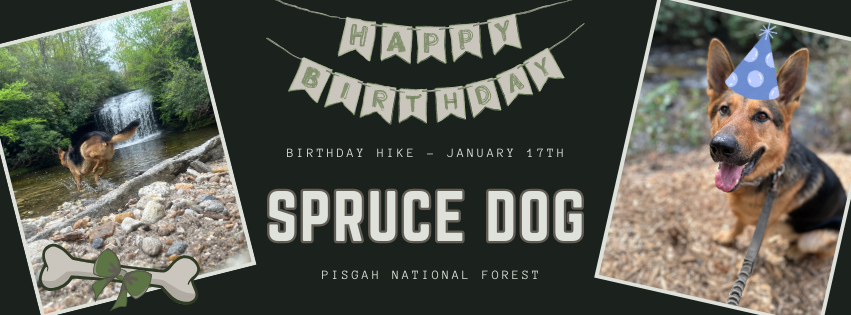 HAPPY
BIRTHDAY
BIRTHDAY HIKE – JANUARY 17TH
SPRUCE DOG
PISGAH NATIONAL FOREST